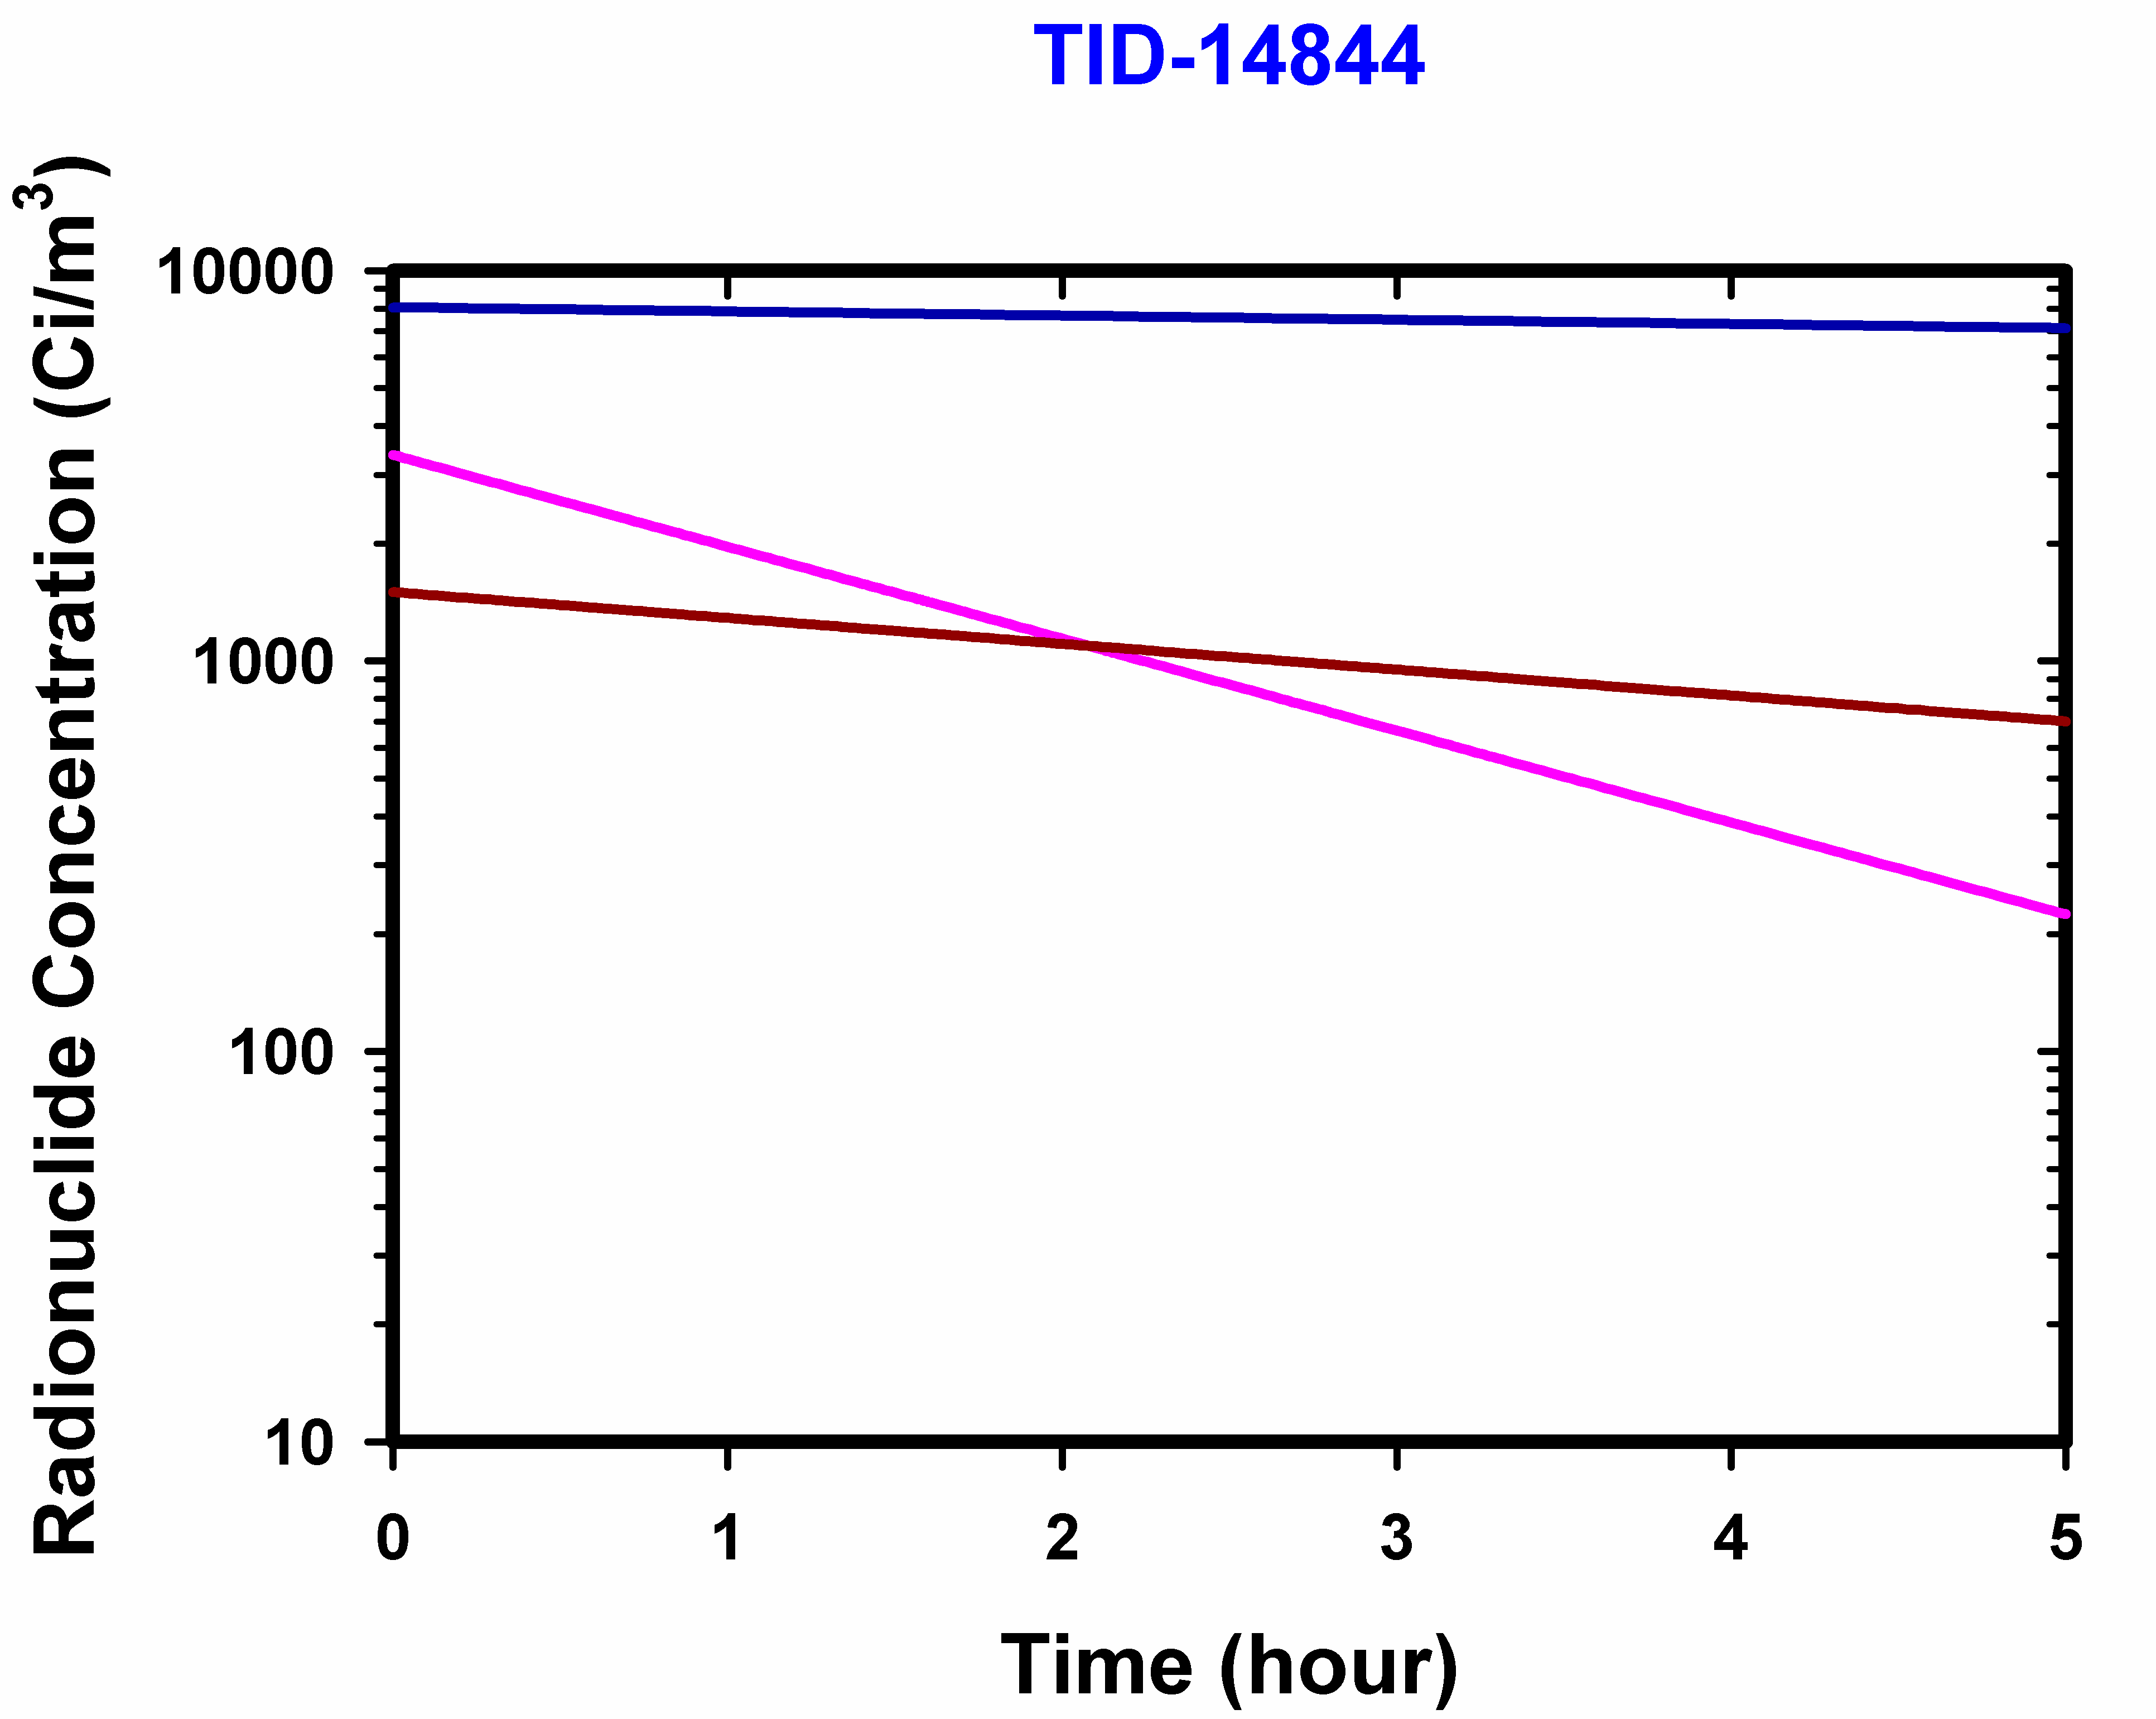 TID-14844
Radionuclide Concentration (Ci/m³)
10000
1000
100
10
0 1 2 3 4 5
Time (hour)